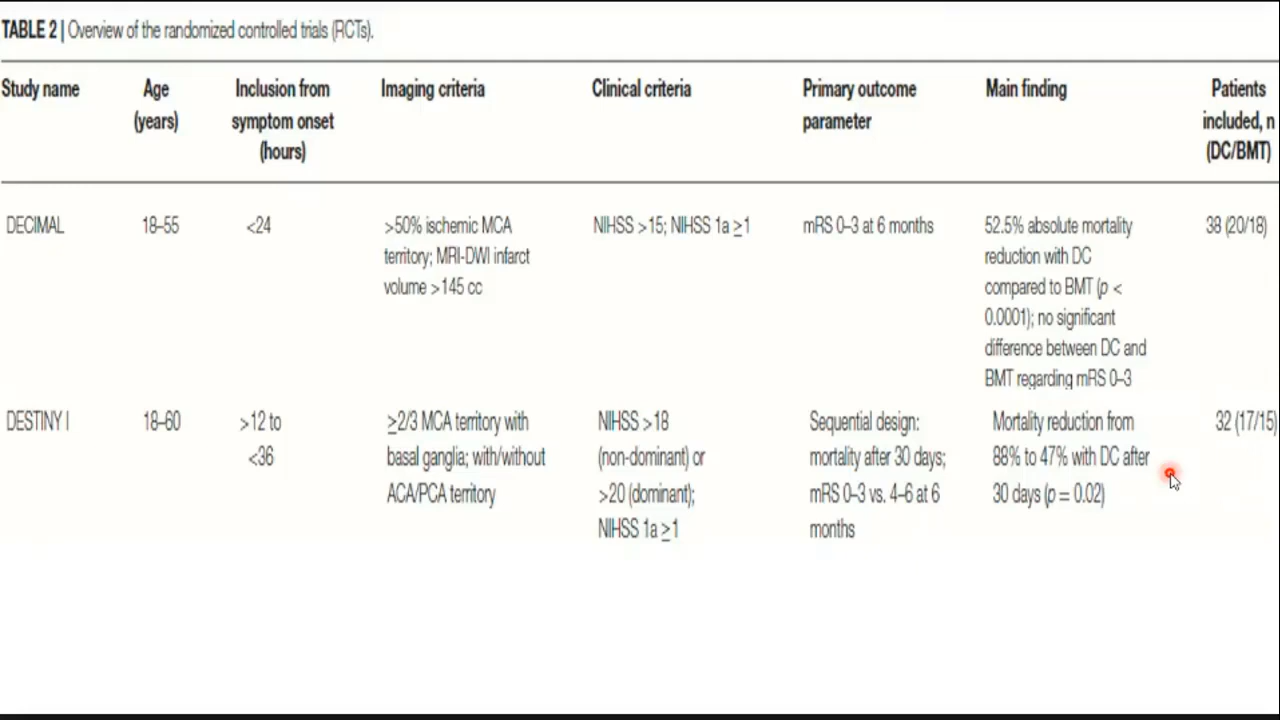 TABLE 2 | Overview of the randomized controlled trials (RCTs).
Study name
Age
(years)
Inclusion from
symptom onset
(hours)
Imaging criteria
Clinical criteria
Primary outcome
parameter
Main finding
Patients
included, n
(DC/BMT)
DECIMAL
18–55
<24
>50% ischemic MCA
territory; MRI-DWI infarct
volume >145 cc
NIHSS >15; NIHSS 1a ≥1
mRS 0–3 at 6 months
52.5% absolute mortality
reduction with DC
compared to BMT (p <
0.0001); no significant
difference between DC and
BMT regarding mRS 0–3
38 (20/18)
DESTINY I
18–60
>12 to
<36
≥2/3 MCA territory with
basal ganglia; with/without
ACA/PCA territory
NIHSS >18
(non-dominant) or
>20 (dominant);
NIHSS 1a ≥1
Sequential design:
mortality after 30 days;
mRS 0–3 vs. 4–6 at 6
months
Mortality reduction from
88% to 47% with DC after
30 days (p = 0.02)
32 (17/15)